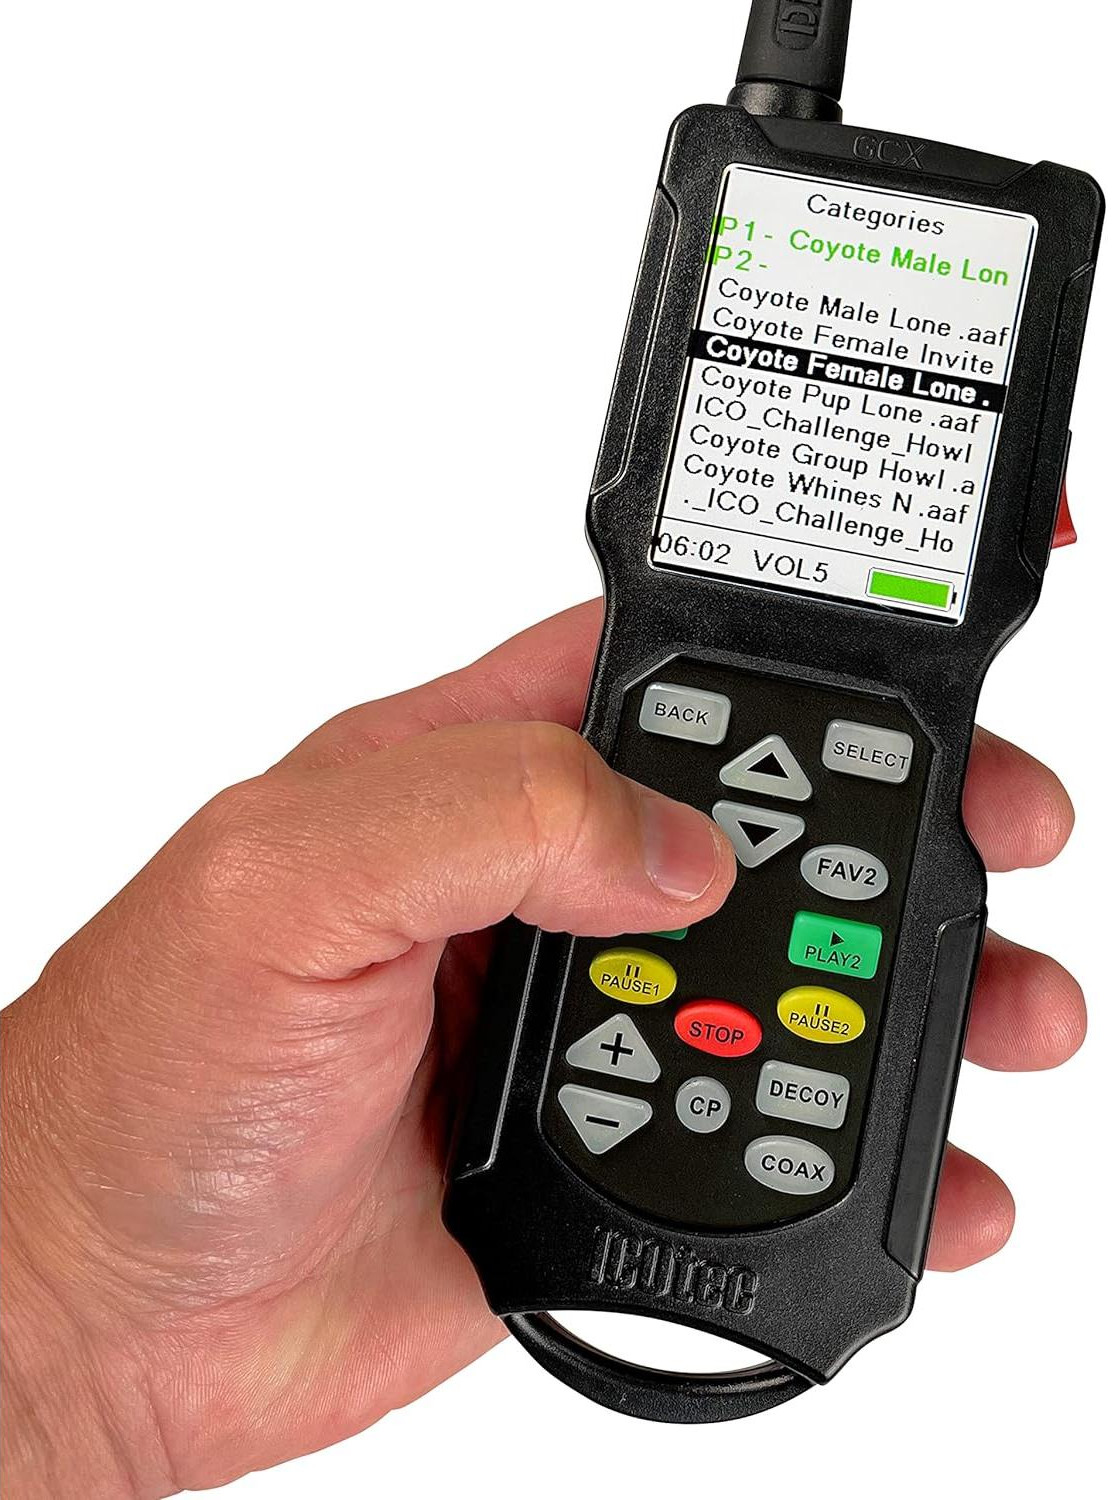 GCX
Categories
P1- Coyote Male Lon
P2-
Coyote Male Lone .aaf
Coyote Female Invite
Coyote Female Lone .
Coyote Pup Lone .aaf
ICO_Challenge_Howl
Coyote Group Howl .a
Coyote Whines N .aaf
._ICO_Challenge_Ho
06:02 VOL5
BACK
SELECT
FAV2
PLAY2
PAUSE1
PAUSE2
STOP
+
DECOY
−
CP
COAX
ICOtec